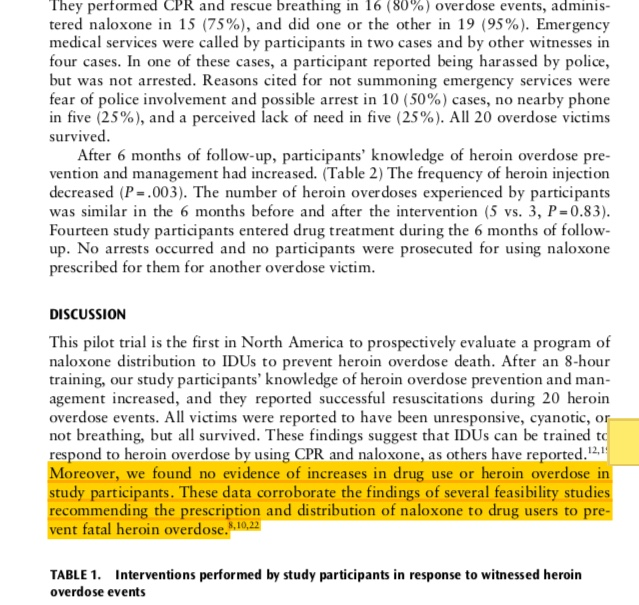 They performed CPR and rescue breathing in 16 (80%) overdose events, adminis-
tered naloxone in 15 (75%), and did one or the other in 19 (95%). Emergency
medical services were called by participants in two cases and by other witnesses in
four cases. In one of these cases, a participant reported being harassed by police,
but was not arrested. Reasons cited for not summoning emergency services were
fear of police involvement and possible arrest in 10 (50%) cases, no nearby phone
in five (25%), and a perceived lack of need in five (25%). All 20 overdose victims
survived.
After 6 months of follow-up, participants' knowledge of heroin overdose pre-
vention and management had increased. (Table 2) The frequency of heroin injection
decreased (P=.003). The number of heroin overdoses experienced by participants
was similar in the 6 months before and after the intervention (5 vs. 3, P=0.83).
Fourteen study participants entered drug treatment during the 6 months of follow-
up. No arrests occurred and no participants were prosecuted for using naloxone
prescribed for them for another overdose victim.
DISCUSSION
This pilot trial is the first in North America to prospectively evaluate a program of
naloxone distribution to IDUs to prevent heroin overdose death. After an 8-hour
training, our study participants' knowledge of heroin overdose prevention and man-
agement increased, and they reported successful resuscitations during 20 heroin
overdose events. All victims were reported to have been unresponsive, cyanotic, or
not breathing, but all survived. These findings suggest that IDUs can be trained to
respond to heroin overdose by using CPR and naloxone, as others have reported.12,
Moreover, we found no evidence of increases in drug use or heroin overdose in
study participants. These data corroborate the findings of several feasibility studies
recommending the prescription and distribution of naloxone to drug users to pre-
vent fatal heroin overdose.8,10,22
TABLE 1. Interventions performed by study participants in response to witnessed heroin
overdose events